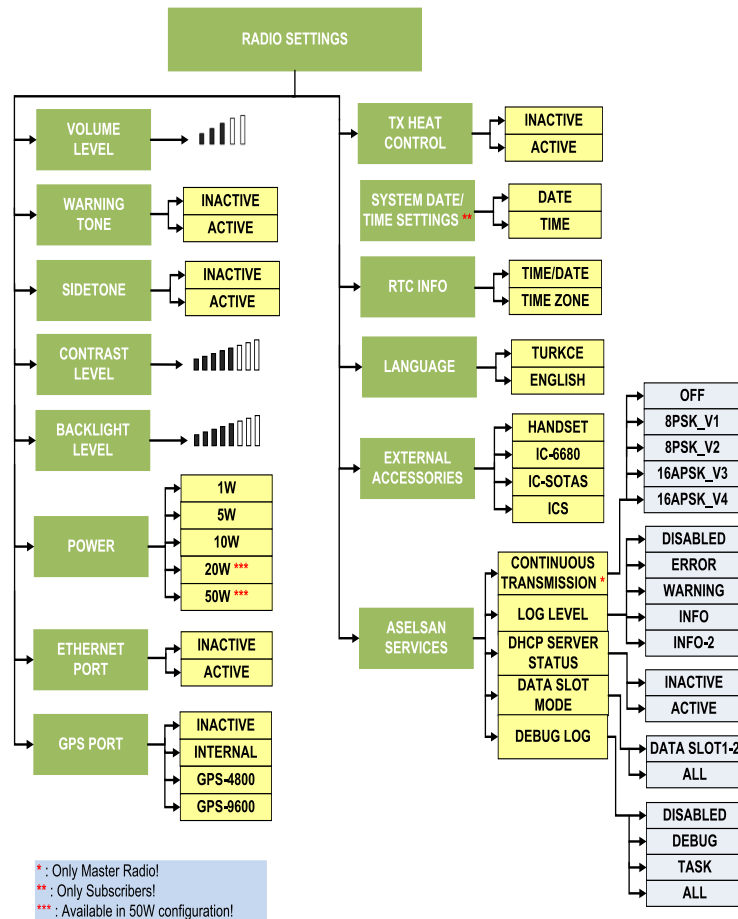 RADIO SETTINGS
VOLUME
LEVEL
WARNING
TONE
INACTIVE
ACTIVE
SIDETONE
INACTIVE
ACTIVE
CONTRAST
LEVEL
BACKLIGHT
LEVEL
POWER
1W
5W
10W
20W ***
50W ***
ETHERNET
PORT
INACTIVE
ACTIVE
GPS PORT
INACTIVE
INTERNAL
GPS-4800
GPS-9600
TX HEAT
CONTROL
INACTIVE
ACTIVE
SYSTEM DATE/
TIME SETTINGS **
DATE
TIME
RTC INFO
TIME/DATE
TIME ZONE
LANGUAGE
TURKCE
ENGLISH
EXTERNAL
ACCESSORIES
HANDSET
IC-6680
IC-SOTAS
ICS
ASELSAN
SERVICES
CONTINUOUS
TRANSMISSION *
LOG LEVEL
DHCP SERVER
STATUS
DATA SLOT
MODE
DEBUG LOG
OFF
8PSK_V1
8PSK_V2
16APSK_V3
16APSK_V4
DISABLED
ERROR
WARNING
INFO
INFO-2
INACTIVE
ACTIVE
DATA SLOT1-2
ALL
DISABLED
DEBUG
TASK
ALL
* : Only Master Radio!
** : Only Subscribers!
*** : Available in 50W configuration!